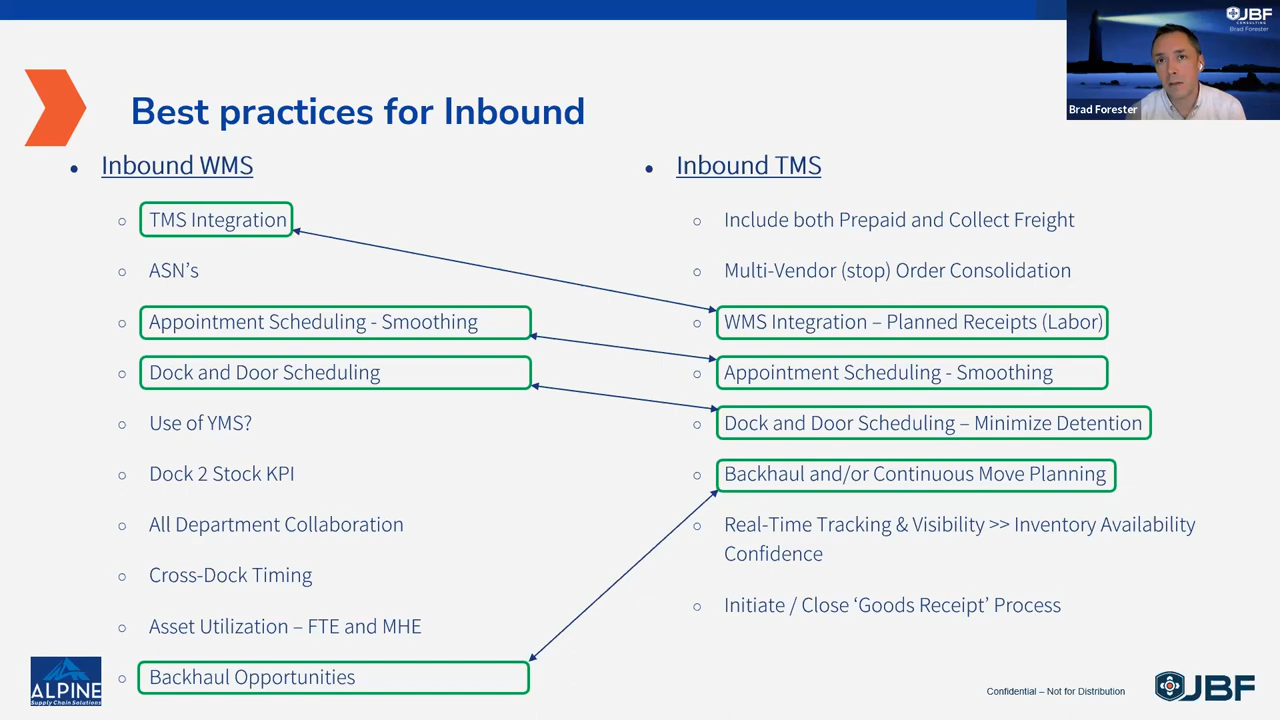 JBF
CONSULTING
Brad Forester
Brad Forester
Best practices for Inbound
Inbound WMS
TMS Integration
ASN's
Appointment Scheduling - Smoothing
Dock and Door Scheduling
Use of YMS?
Dock 2 Stock KPI
All Department Collaboration
Cross-Dock Timing
Asset Utilization – FTE and MHE
Backhaul Opportunities
Inbound TMS
Include both Prepaid and Collect Freight
Multi-Vendor (stop) Order Consolidation
WMS Integration – Planned Receipts (Labor)
Appointment Scheduling - Smoothing
Dock and Door Scheduling – Minimize Detention
Backhaul and/or Continuous Move Planning
Real-Time Tracking & Visibility >> Inventory Availability
Confidence
Initiate / Close ‘Goods Receipt’ Process
ALPINE
Supply Chain Solutions
Confidential – Not for Distribution
JBF